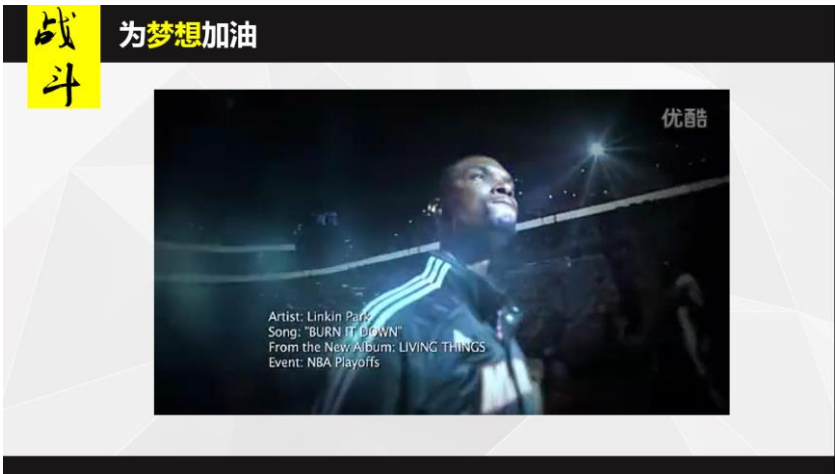 战
斗
为梦想加油
优酷
Artist: Linkin Park
Song: "BURN IT DOWN"
From the New Album: LIVING THINGS
Event: NBA Playoffs